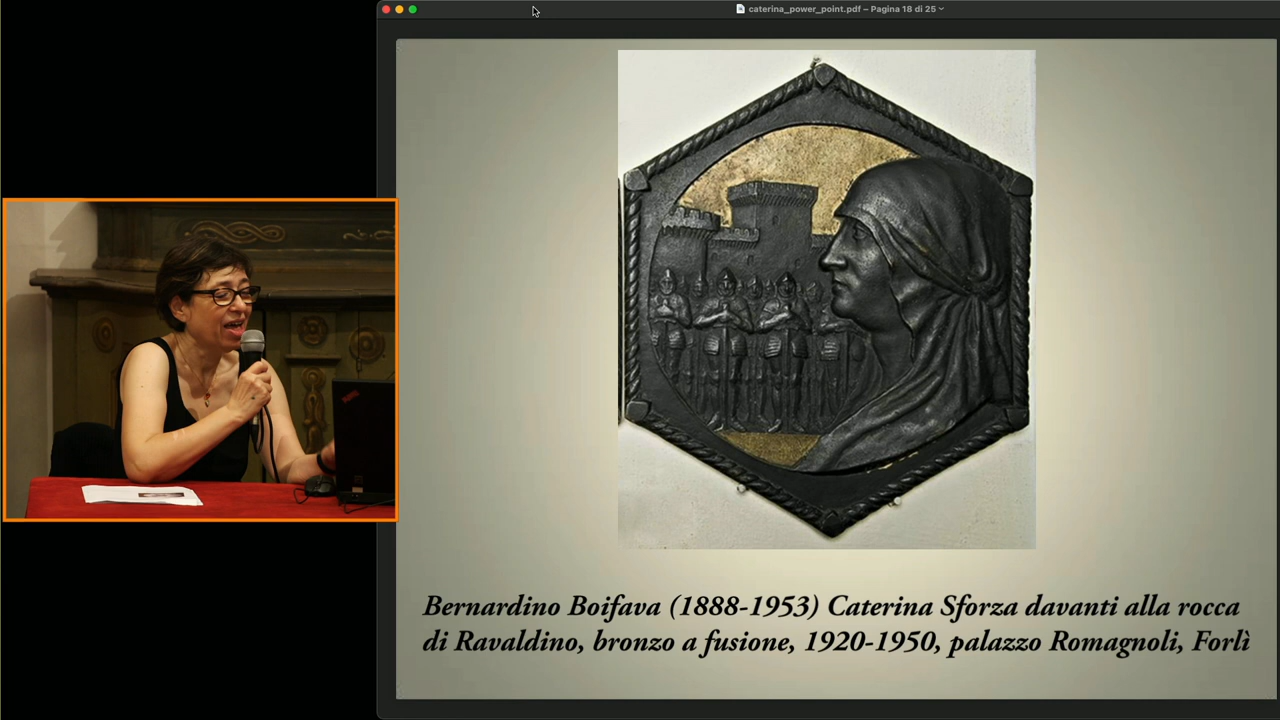 caterina_power_point.pdf – Pagina 18 di 25
Bernardino Boifava (1888-1953) Caterina Sforza davanti alla rocca
di Ravaldino, bronzo a fusione, 1920-1950, palazzo Romagnoli, Forlì